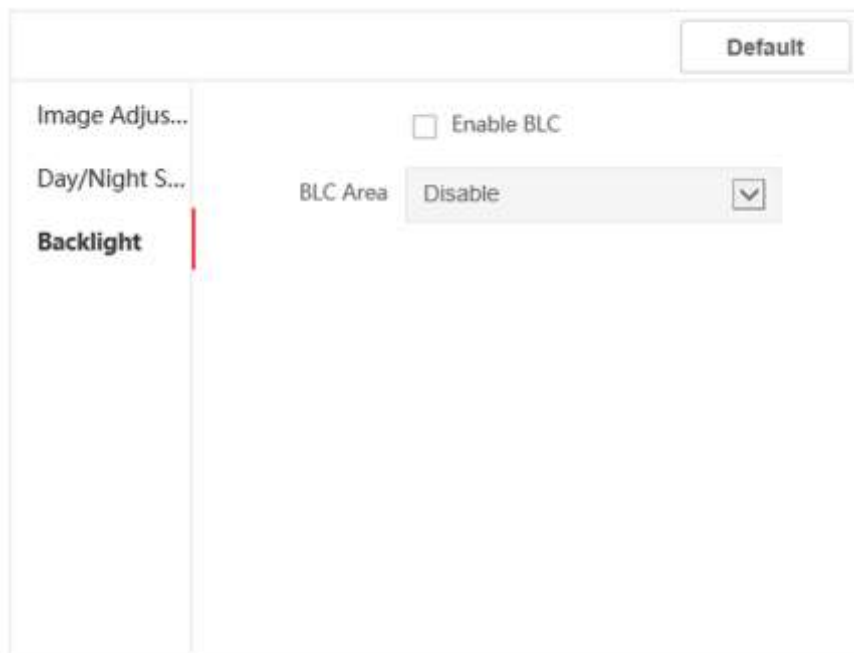 Default
Image Adjus...
Day/Night S...
Backlight
Enable BLC
BLC Area
Disable